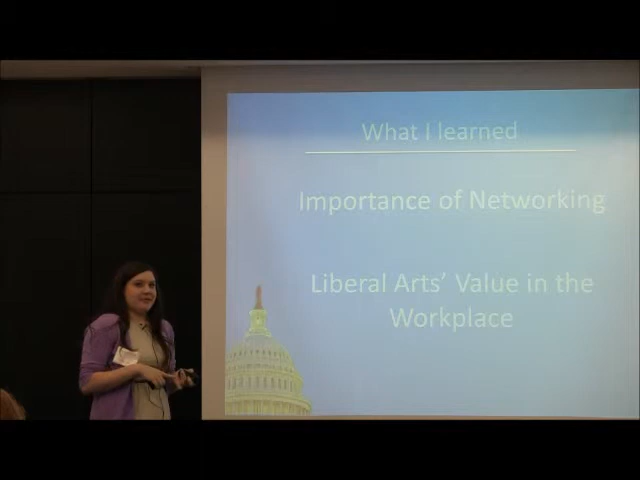 What I learned
Importance of Networking
Liberal Arts' Value in the
Workplace